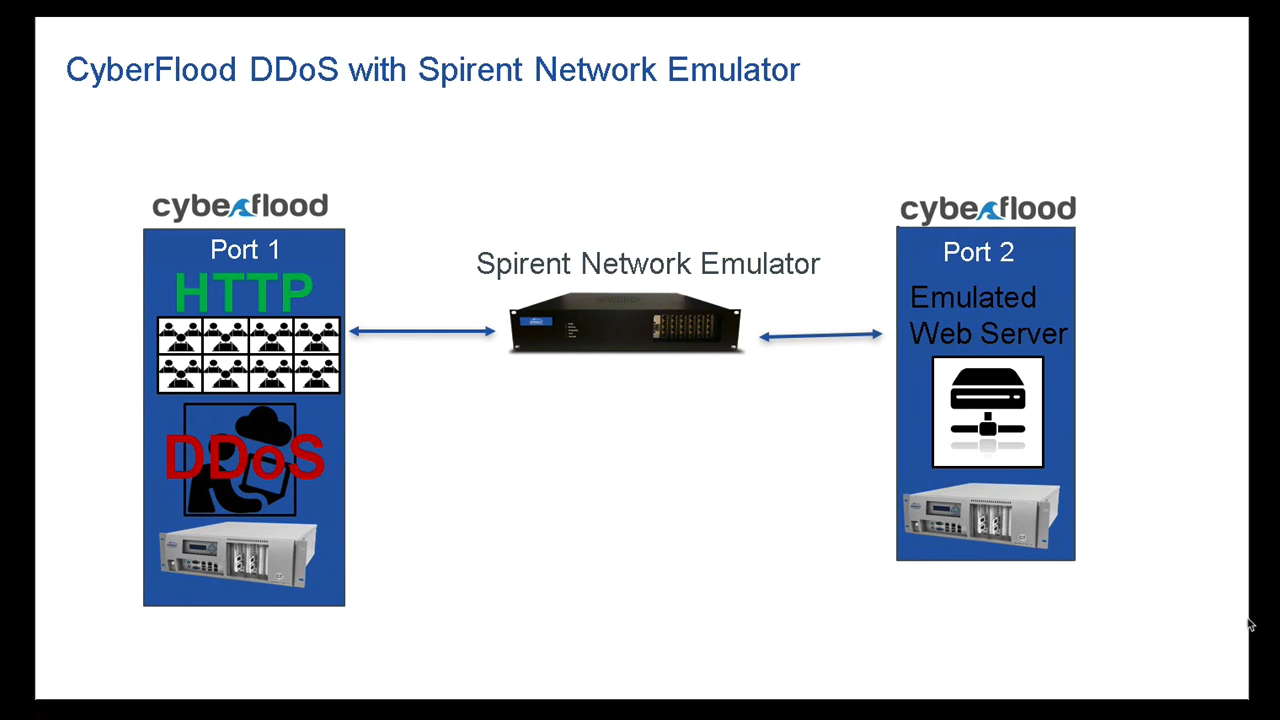 CyberFlood DDoS with Spirent Network Emulator
cyberflood
Port 1
HTTP
DDoS
Spirent Network Emulator
cyberflood
Port 2
Emulated
Web Server